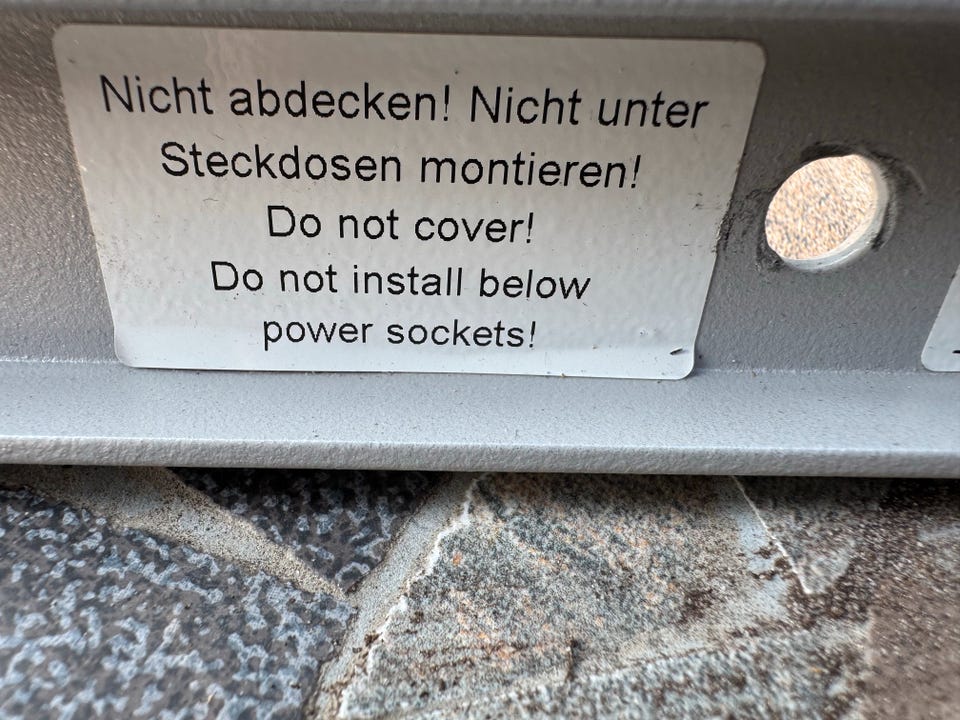 Nicht abdecken! Nicht unter
Steckdosen montieren!
Do not cover!
Do not install below
power sockets!